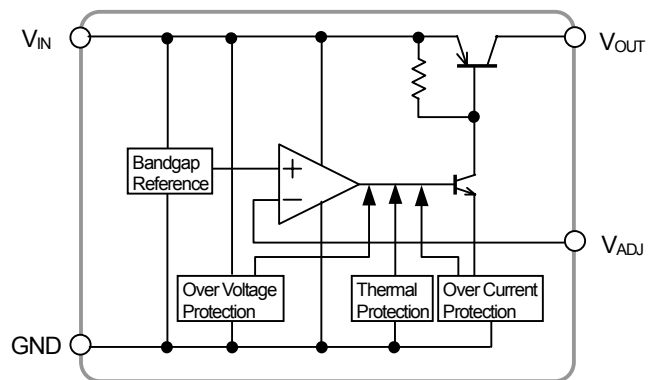 VIN
VOUT
Bandgap
Reference
+
−
VADJ
Over Voltage
Protection
Thermal
Protection
Over Current
Protection
GND